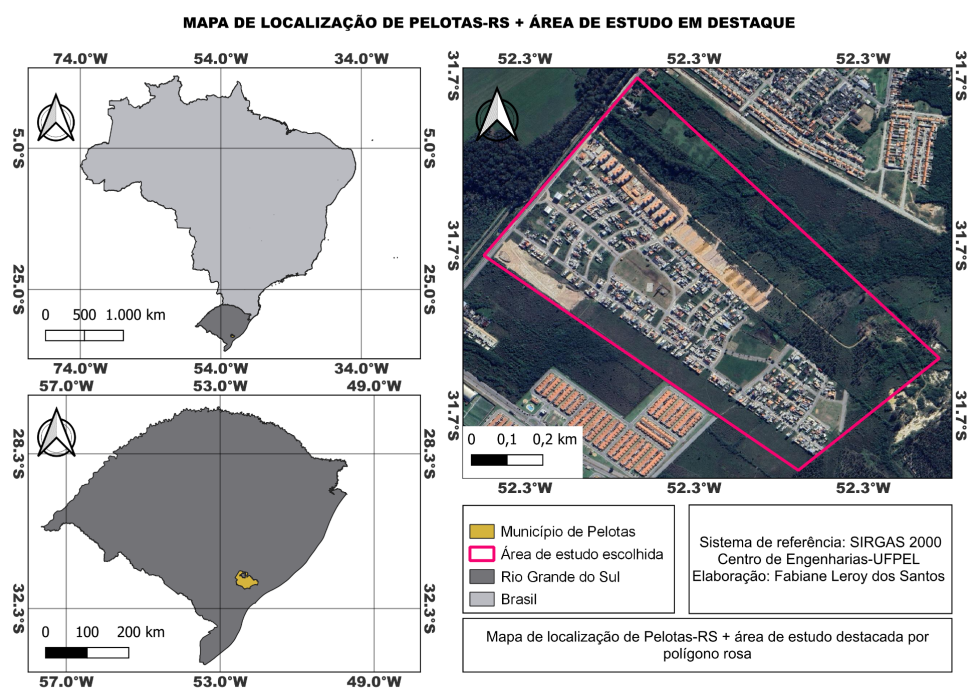 MAPA DE LOCALIZAÇÃO DE PELOTAS-RS + ÁREA DE ESTUDO EM DESTAQUE
74.0°W 54.0°W 34.0°W
5.0°S 5.0°S
25.0°S 25.0°S
0 500 1.000 km
74.0°W 54.0°W 34.0°W
57.0°W 53.0°W 49.0°W
28.3°S 28.3°S
32.3°S 32.3°S
0 100 200 km
57.0°W 53.0°W 49.0°W
52.3°W 52.3°W 52.3°W
31.7°S 31.7°S
31.7°S 31.7°S
31.7°S 31.7°S
0 0,1 0,2 km
52.3°W 52.3°W 52.3°W
Município de Pelotas
Área de estudo escolhida
Rio Grande do Sul
Brasil
Sistema de referência: SIRGAS 2000
Centro de Engenharias-UFPEL
Elaboração: Fabiane Leroy dos Santos
Mapa de localização de Pelotas-RS + área de estudo destacada por
polígono rosa